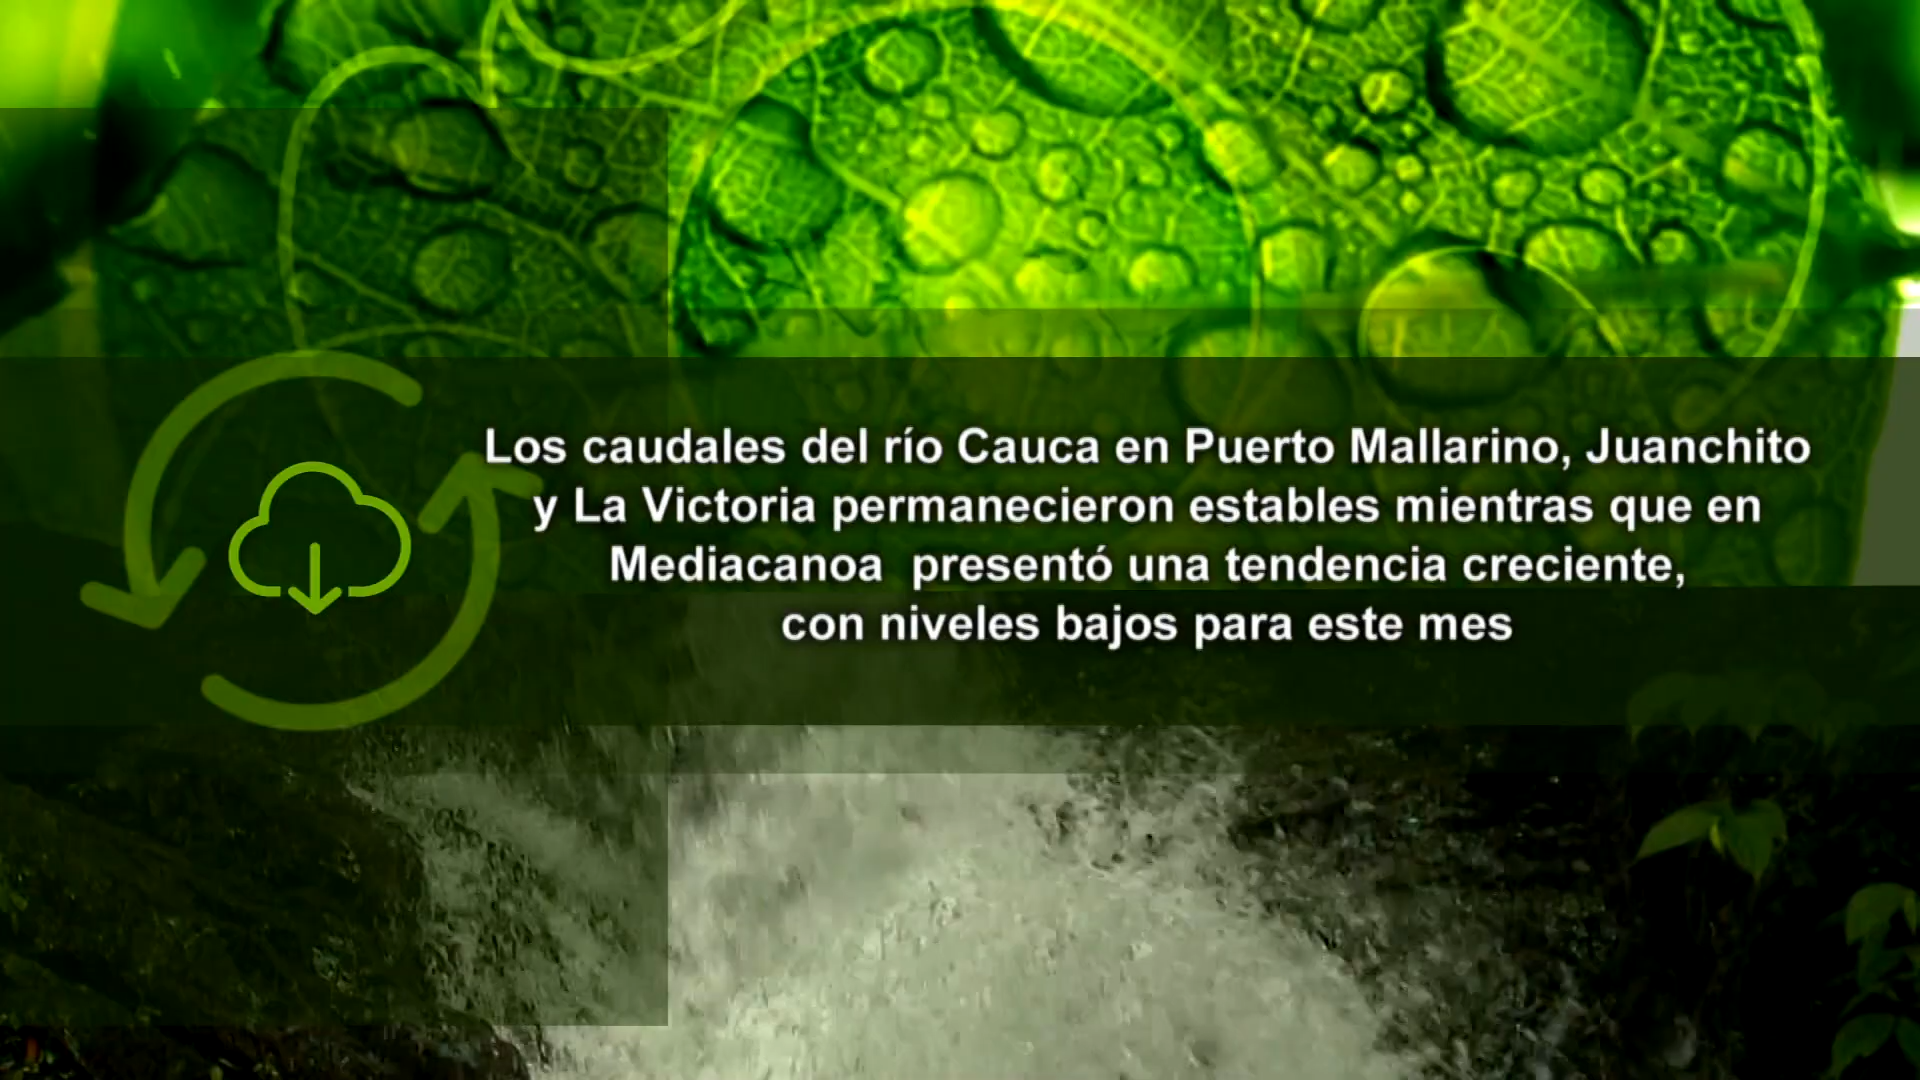 Los caudales del río Cauca en Puerto Mallarino, Juanchito
y La Victoria permanecieron estables mientras que en
Mediacanoa  presentó una tendencia creciente,
con niveles bajos para este mes